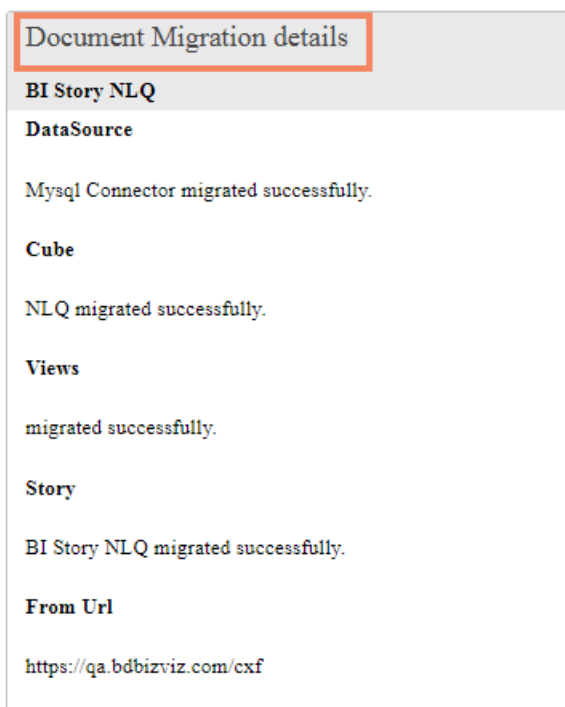 Document Migration details
BI Story NLQ
DataSource
Mysql Connector migrated successfully.
Cube
NLQ migrated successfully.
Views
migrated successfully.
Story
BI Story NLQ migrated successfully.
From Url
https://qa.bdbizviz.com/cxf